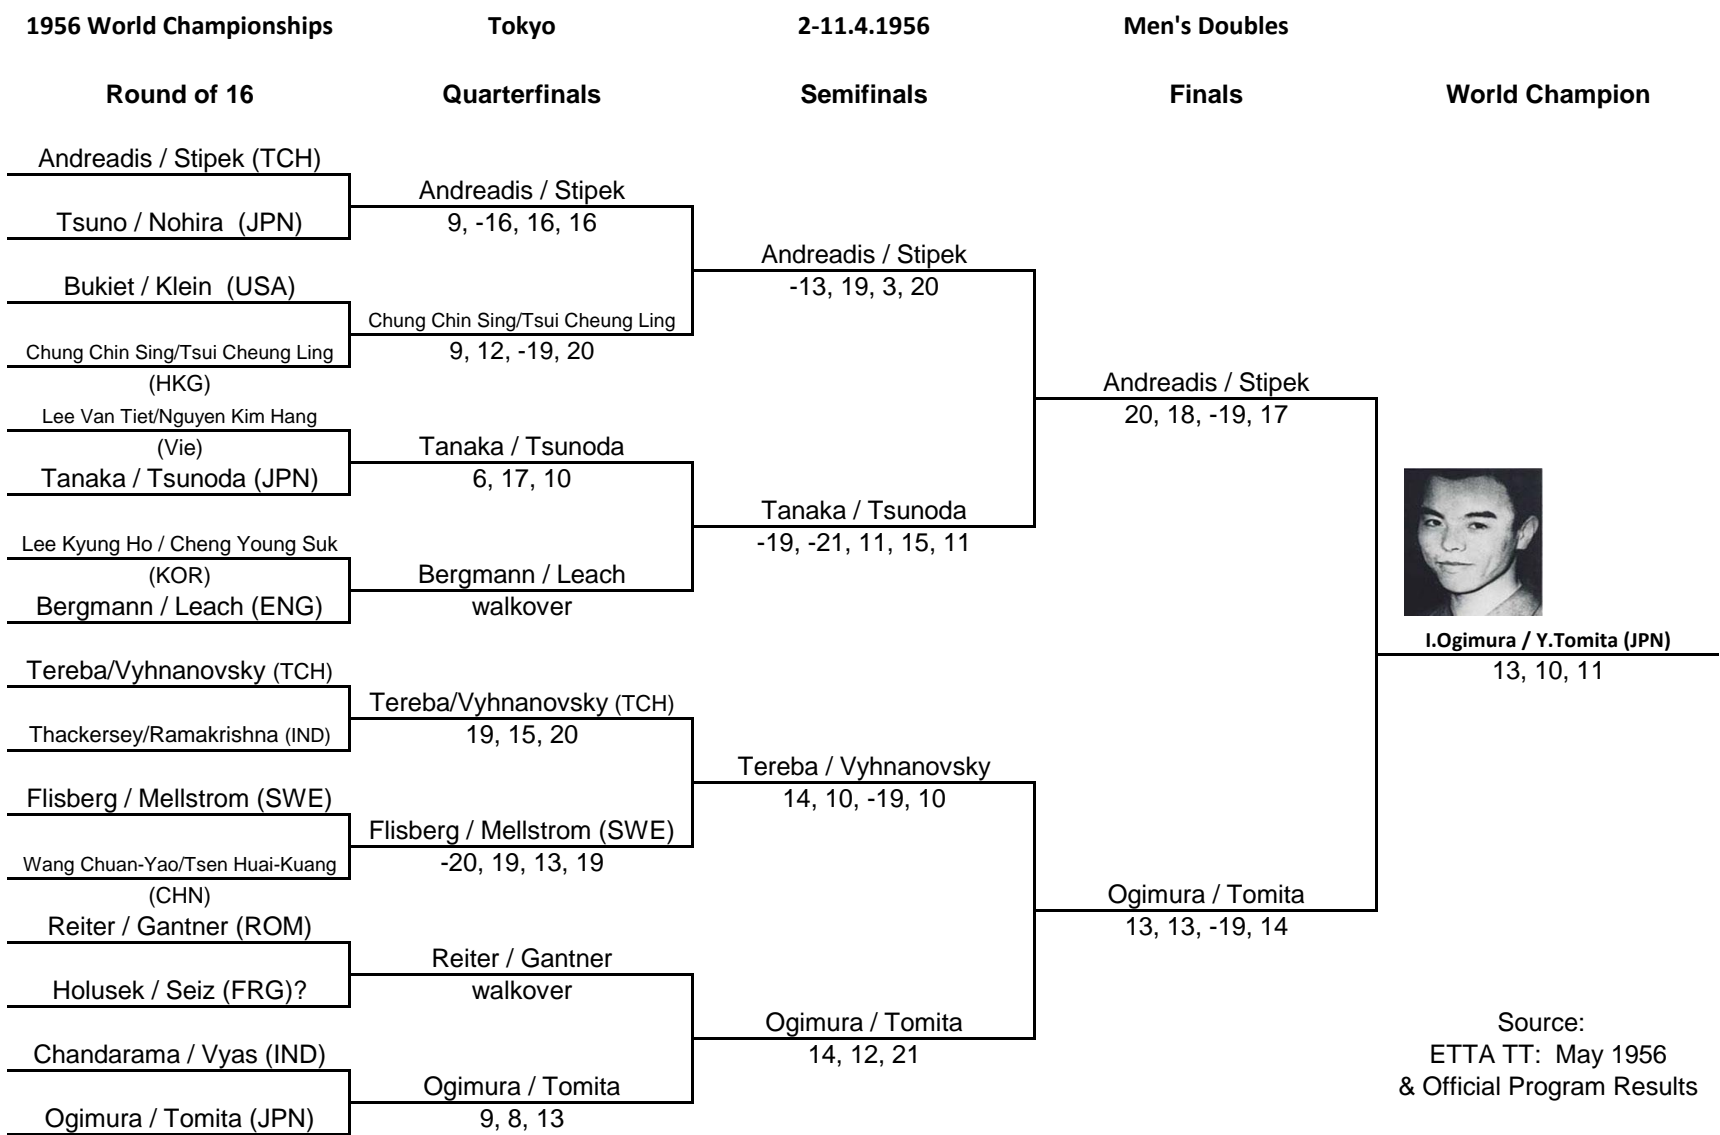 1956 World Championships Tokyo 2-11.4.1956 Men's Doubles
Round of 16 Quarterfinals Semifinals Finals World Champion
Andreadis / Stipek (TCH)
Andreadis / Stipek
Tsuno / Nohira (JPN)
9, -16, 16, 16
Andreadis / Stipek
Bukiet / Klein (USA)
-13, 19, 3, 20
Chung Chin Sing/Tsui Cheung Ling
Chung Chin Sing/Tsui Cheung Ling
9, 12, -19, 20
(HKG)
Andreadis / Stipek
Lee Van Tiet/Nguyen Kim Hang
20, 18, -19, 17
(Vie)
Tanaka / Tsunoda
Tanaka / Tsunoda (JPN)
6, 17, 10
Tanaka / Tsunoda
Lee Kyung Ho / Cheng Young Suk
-19, -21, 11, 15, 11
(KOR)
Bergmann / Leach
Bergmann / Leach (ENG)
walkover
I.Ogimura / Y.Tomita (JPN)
Tereba/Vyhnanovsky (TCH)
13, 10, 11
Tereba/Vyhnanovsky (TCH)
Thackersey/Ramakrishna (IND)
19, 15, 20
Tereba / Vyhnanovsky
Flisberg / Mellstrom (SWE)
14, 10, -19, 10
Flisberg / Mellstrom (SWE)
Wang Chuan-Yao/Tsen Huai-Kuang
-20, 19, 13, 19
(CHN)
Ogimura / Tomita
Reiter / Gantner (ROM)
13, 13, -19, 14
Reiter / Gantner
Holusek / Seiz (FRG)?
walkover
Ogimura / Tomita
Source:
Chandarama / Vyas (IND)
14, 12, 21
ETTA TT: May 1956
Ogimura / Tomita
& Official Program Results
Ogimura / Tomita (JPN)
9, 8, 13